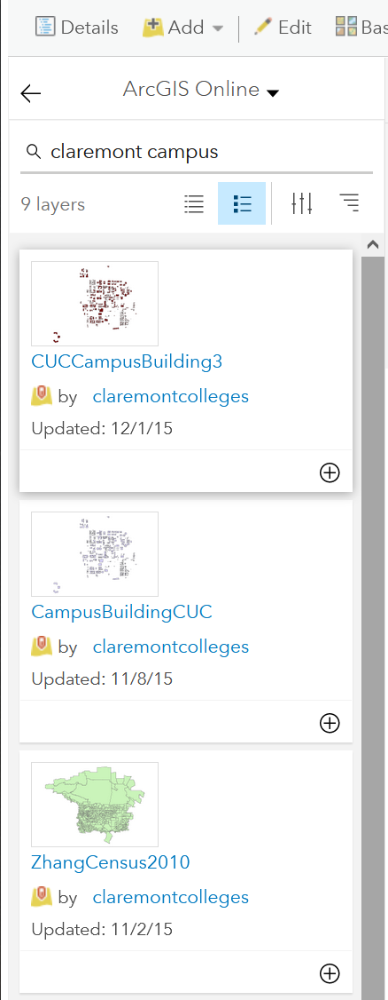 Details Add Edit Bas
ArcGIS Online
claremont campus
9 layers
CUCCampusBuilding3
by claremontcolleges
Updated: 12/1/15
CampusBuildingCUC
by claremontcolleges
Updated: 11/8/15
ZhangCensus2010
by claremontcolleges
Updated: 11/2/15